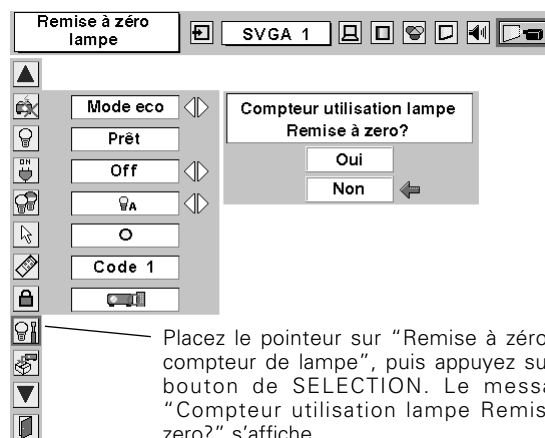 Remise à zéro
lampe
SVGA 1
Mode eco
Compteur utilisation lampe
Remise à zero?
Prêt
Oui
Off
Non
A
Code 1
ON
Placez le pointeur sur “Remise à zéro
compteur de lampe”, puis appuyez su
bouton de SELECTION. Le messa
“Compteur utilisation lampe Remis
zero?” s’affiche